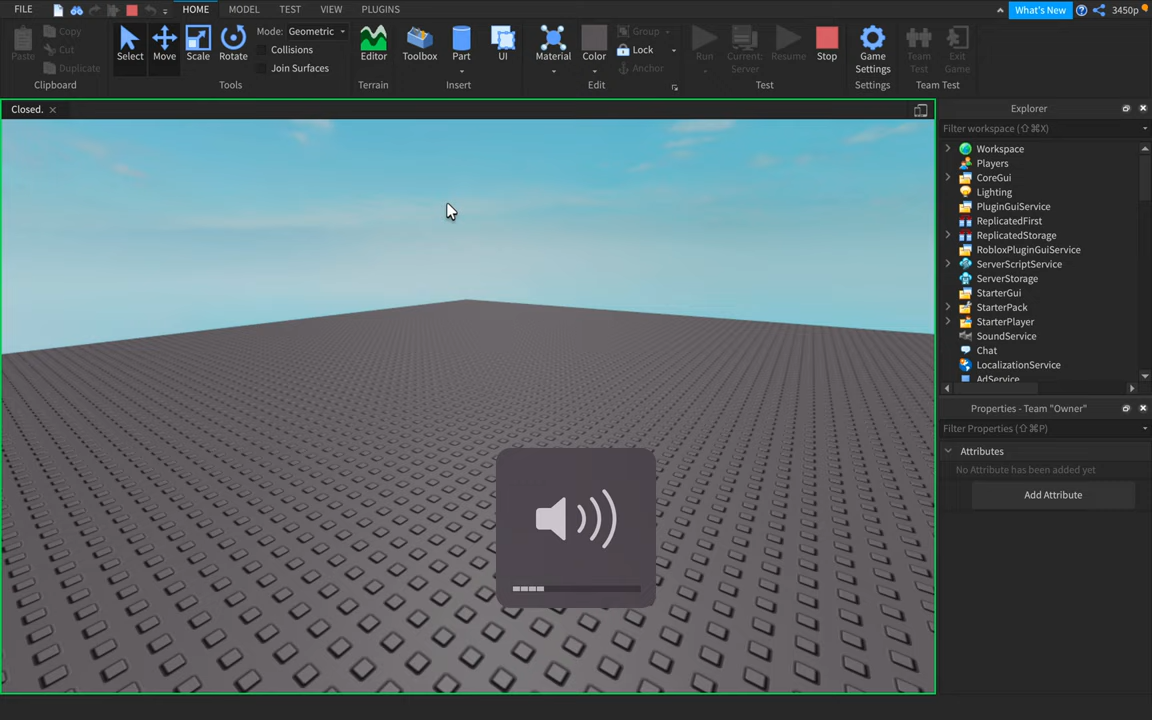 FILE HOME MODEL TEST VIEW PLUGINS What's New 3450p
Paste Copy Cut Duplicate Clipboard
Select Move Scale Rotate Mode: Geometric Collisions Join Surfaces Tools
Editor Terrain
Toolbox Part UI Insert
Material Color Group Lock Anchor Edit
Run Current Server Resume Stop Test
Game Settings Settings
Team Test Exit Game Team Test
Closed.
Explorer
Filter workspace (⇧⌘X)
Workspace
Players
CoreGui
Lighting
PluginGuiService
ReplicatedFirst
ReplicatedStorage
RobloxPluginGuiService
ServerScriptService
ServerStorage
StarterGui
StarterPack
StarterPlayer
SoundService
Chat
LocalizationService
AdService
Properties - Team "Owner"
Filter Properties (⇧⌘P)
Attributes
No Attribute has been added yet
Add Attribute